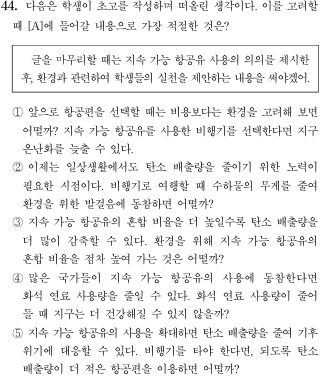 44. 다음은 학생이 초고를 작성하며 떠올린 생각이다. 이를 고려할
때 [A]에 들어갈 내용으로 가장 적절한 것은?
글을 마무리할 때는 지속 가능 항공유 사용의 의의를 제시한
후, 환경과 관련하여 학생들의 실천을 제안하는 내용을 써야겠어.
① 앞으로 항공편을 선택할 때는 비용보다는 환경을 고려해 보면
어떨까? 지속 가능 항공유를 사용한 비행기를 선택한다면 지구
온난화를 늦출 수 있다.
② 이제는 일상생활에서도 탄소 배출량을 줄이기 위한 노력이
필요한 시점이다. 비행기로 여행할 때 수하물의 무게를 줄여
환경을 위한 발걸음에 동참하면 어떨까?
③ 지속 가능 항공유의 혼합 비율을 더 높일수록 탄소 배출량을
더 많이 감축할 수 있다. 환경을 위해 지속 가능 항공유의
혼합 비율을 점차 높여 가는 것은 어떨까?
④ 많은 국가들이 지속 가능 항공유의 사용에 동참한다면
화석 연료 사용량을 줄일 수 있다. 화석 연료 사용량이 줄어
들 때 지구는 더 건강해질 수 있지 않을까?
⑤ 지속 가능 항공유의 사용을 확대하면 탄소 배출량을 줄여 기후
위기에 대응할 수 있다. 비행기를 타야 한다면, 되도록 탄소
배출량이 더 적은 항공편을 이용하면 어떨까?